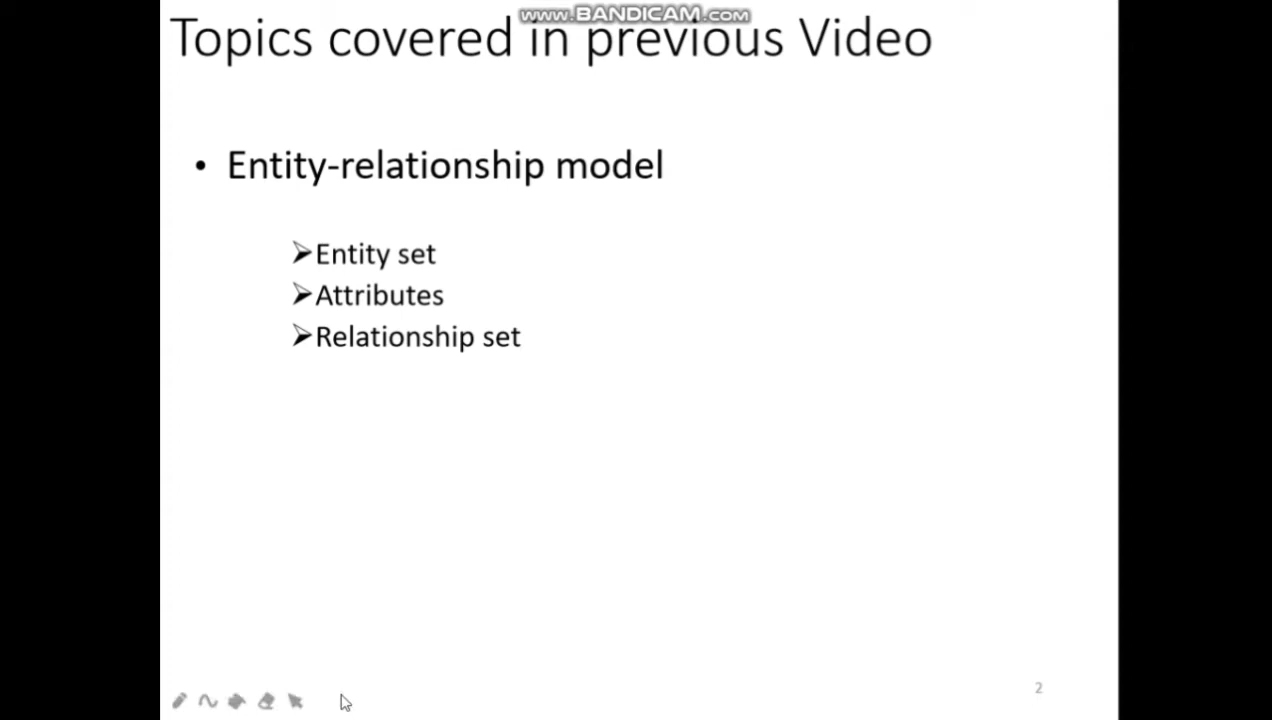 www.BANDICAM.com
Topics covered in previous Video
• Entity-relationship model
➢Entity set
➢Attributes
➢Relationship set
2